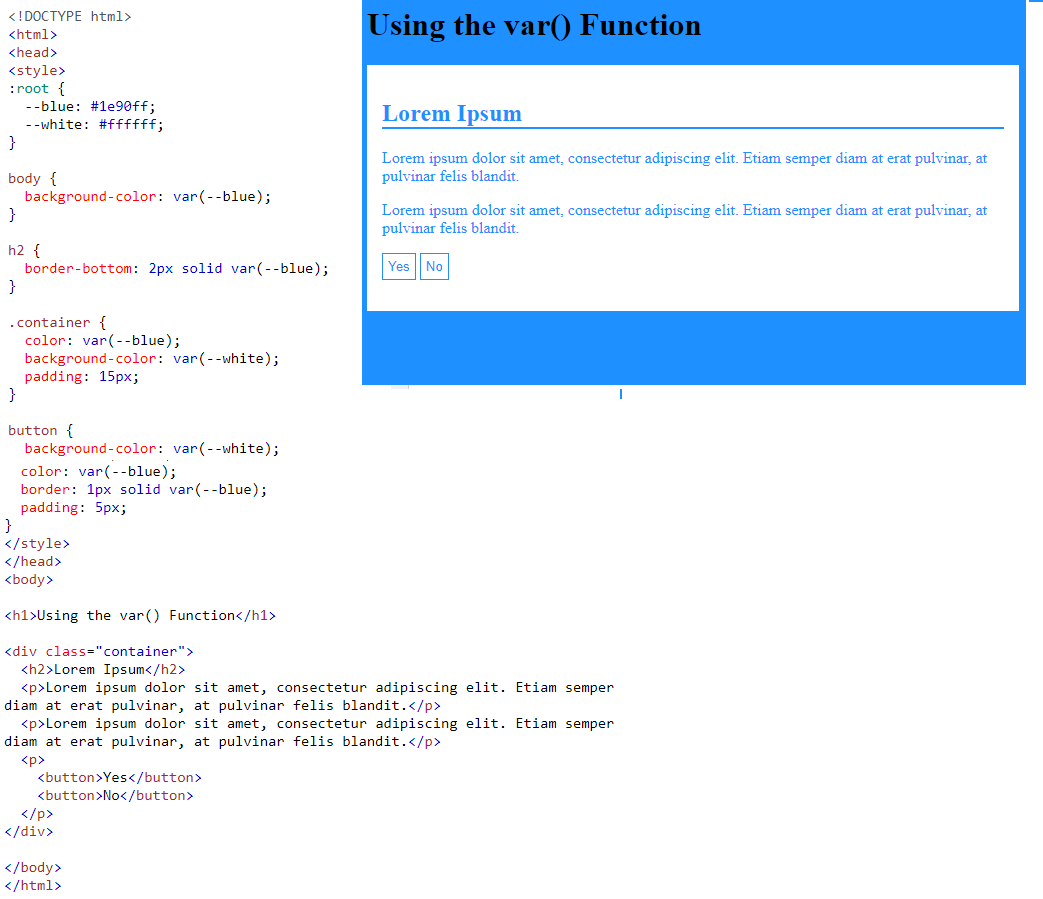 <!DOCTYPE html>
<html>
<head>
<style>
:root {
  --blue: #1e90ff;
  --white: #ffffff;
}

body {
  background-color: var(--blue);
}

h2 {
  border-bottom: 2px solid var(--blue);
}

.container {
  color: var(--blue);
  background-color: var(--white);
  padding: 15px;
}

button {
  background-color: var(--white);
  color: var(--blue);
  border: 1px solid var(--blue);
  padding: 5px;
}
</style>
</head>
<body>

<h1>Using the var() Function</h1>

<div class="container">
  <h2>Lorem Ipsum</h2>
  <p>Lorem ipsum dolor sit amet, consectetur adipiscing elit. Etiam semper
diam at erat pulvinar, at pulvinar felis blandit.</p>
  <p>Lorem ipsum dolor sit amet, consectetur adipiscing elit. Etiam semper
diam at erat pulvinar, at pulvinar felis blandit.</p>
  <p>
    <button>Yes</button>
    <button>No</button>
  </p>
</div>

</body>
</html>

Using the var() Function
Lorem Ipsum
Lorem ipsum dolor sit amet, consectetur adipiscing elit. Etiam semper diam at erat pulvinar, at
pulvinar felis blandit.
Lorem ipsum dolor sit amet, consectetur adipiscing elit. Etiam semper diam at erat pulvinar, at
pulvinar felis blandit.
Yes No